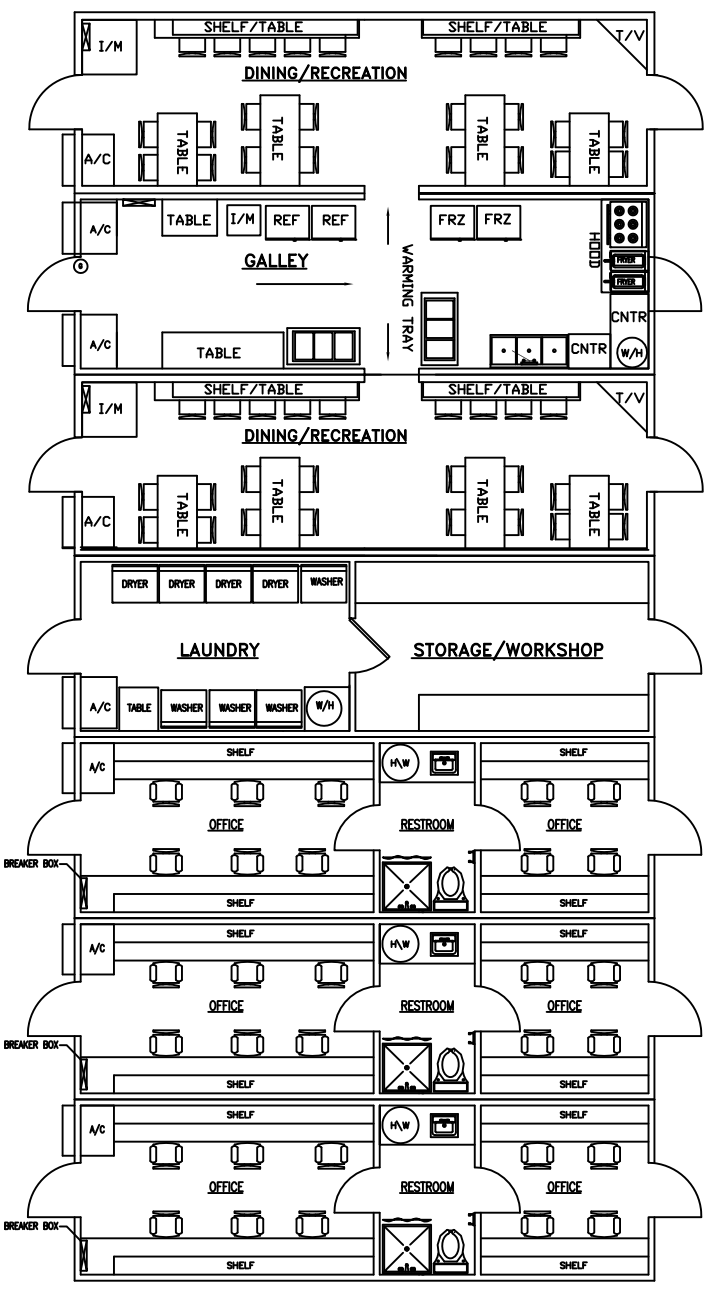 SHELF/TABLE
SHELF/TABLE
T/V
I/M
DINING/RECREATION
TABLE
TABLE
TABLE
TABLE
A/C
A/C
TABLE
I/M
REF
REF
FRZ
FRZ
HOOD
FRYER
FRYER
GALLEY
WARMING TRAY
CNTR
A/C
TABLE
CNTR
W/H
SHELF/TABLE
SHELF/TABLE
T/V
I/M
DINING/RECREATION
TABLE
TABLE
TABLE
TABLE
A/C
DRYER
DRYER
DRYER
DRYER
WASHER
LAUNDRY
STORAGE/WORKSHOP
A/C
TABLE
WASHER
WASHER
WASHER
W/H
SHELF
SHELF
A/C
H\W
OFFICE
RESTROOM
OFFICE
BREAKER BOX
SHELF
SHELF
SHELF
SHELF
A/C
H\W
OFFICE
RESTROOM
OFFICE
BREAKER BOX
SHELF
SHELF
SHELF
SHELF
A/C
H\W
OFFICE
RESTROOM
OFFICE
BREAKER BOX
SHELF
SHELF